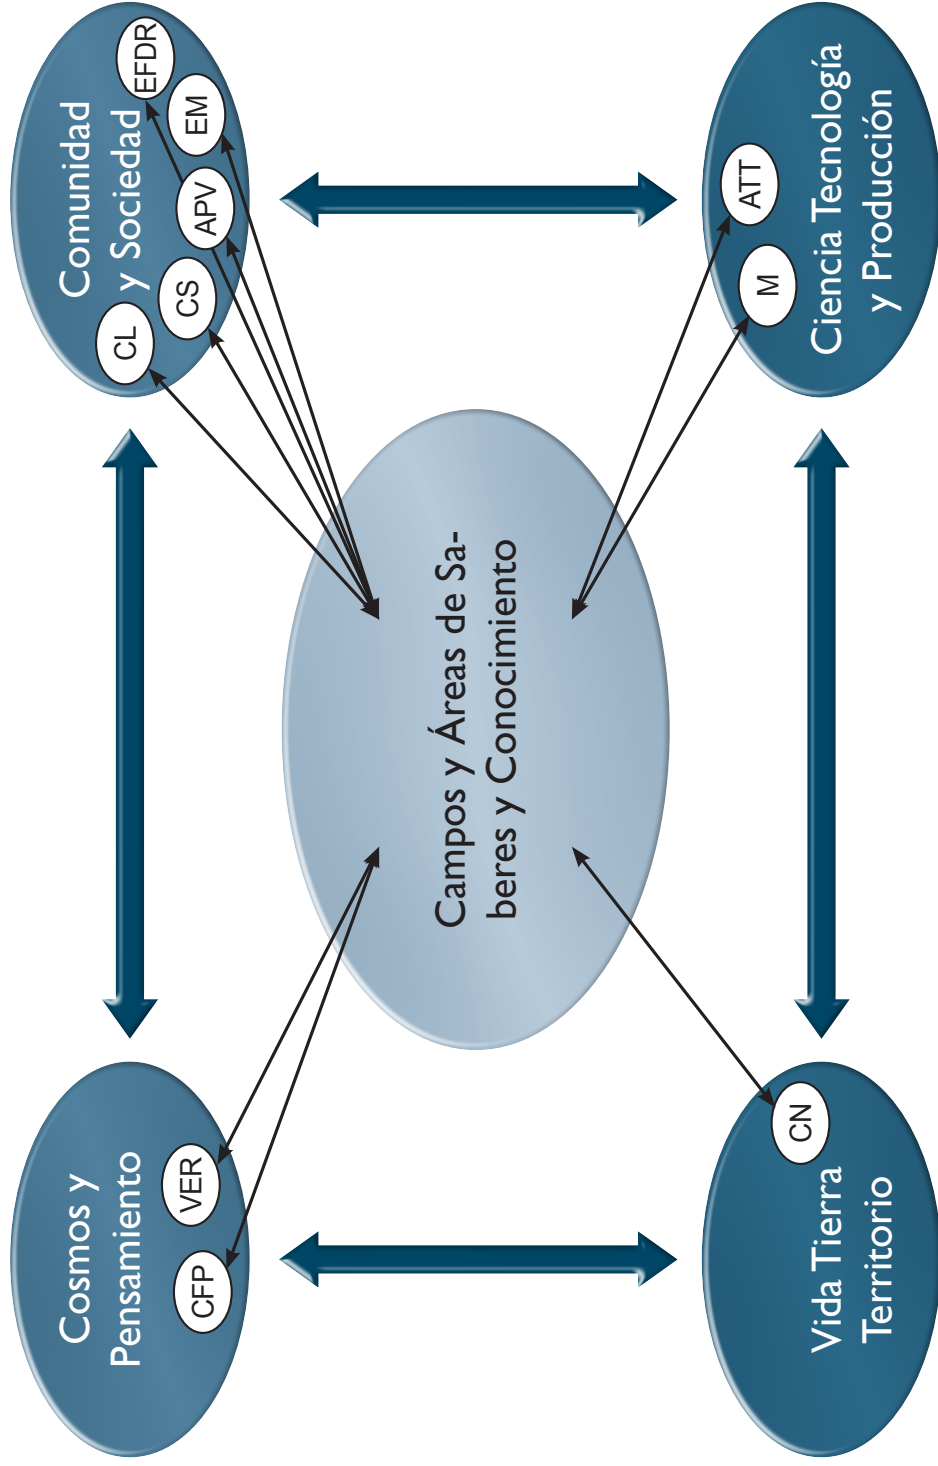 Cosmos y
Pensamiento
CFP
VER
Comunidad
y Sociedad
CL
CS
APV
EM
EFDR
Campos y Áreas de Sa-
beres y Conocimiento
CN
Vida Tierra
Territorio
M
ATT
Ciencia Tecnología
y Producción